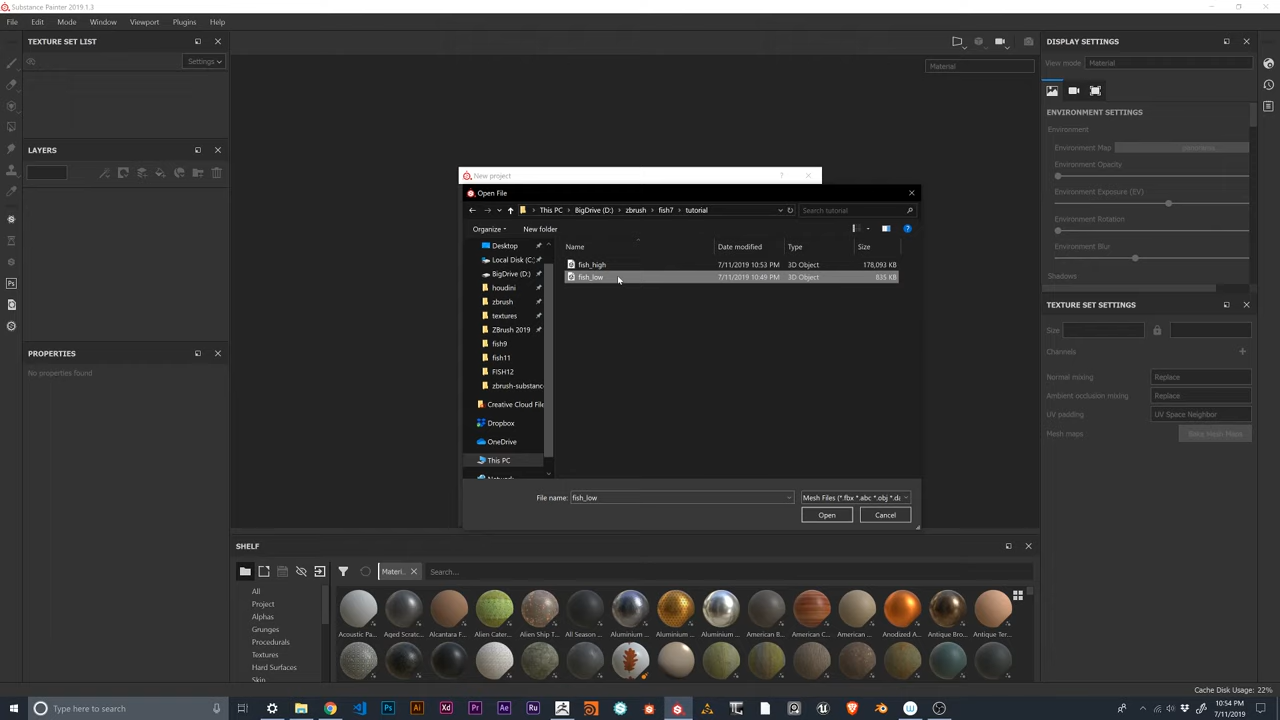 Substance Painter 2019 1.3
File Edit Mode Window Viewport Plugins Help
TEXTURE SET LIST
Settings
LAYERS
PROPERTIES
No properties found
Material
New project
Open File
This PC BigDrive (D:) zbrush fish7 tutorial Search tutorial
Organize New folder
Name Date modified Type Size
fish_high 7/11/2019 10:53 PM 3D Object 178,093 KB
fish_low 7/11/2019 10:49 PM 3D Object 835 KB
Desktop
Local Disk (C:
BigDrive (D:)
houdini
zbrush
textures
ZBrush 2019
fish9
fish11
FISH12
zbrush-substanc
Creative Cloud File
Dropbox
OneDrive
This PC
File name: fish_low Mesh Files (*.fbx *.abc *.obj *.d
Open Cancel
DISPLAY SETTINGS
View mode Material
ENVIRONMENT SETTINGS
Environment
Environment Map
Environment Opacity
Environment Exposure (EV)
Environment Rotation
Environment Blur
Shadows
TEXTURE SET SETTINGS
Size
Channels
Normal mixing Replace
Ambient occlusion mixing Replace
UV padding UV Space Neighbor
Mesh maps Bake Mesh Maps
SHELF
Materi... Search...
All
Project
Alphas
Grunges
Procedurals
Textures
Hard Surfaces
Skin
Acoustic Pa... Aged Scratc... Alcantara F... Alien Cater... Alien Ship T... All Season ... Aluminium ... Aluminium ... Aluminium ... American B... American C... American ... Anodized A... Antique Bro... Antique Ter...
Cache Disk Usage: 22%
Type here to search
Ps Ai Xd Pr Ae Ru
10:54 PM
7/11/2019